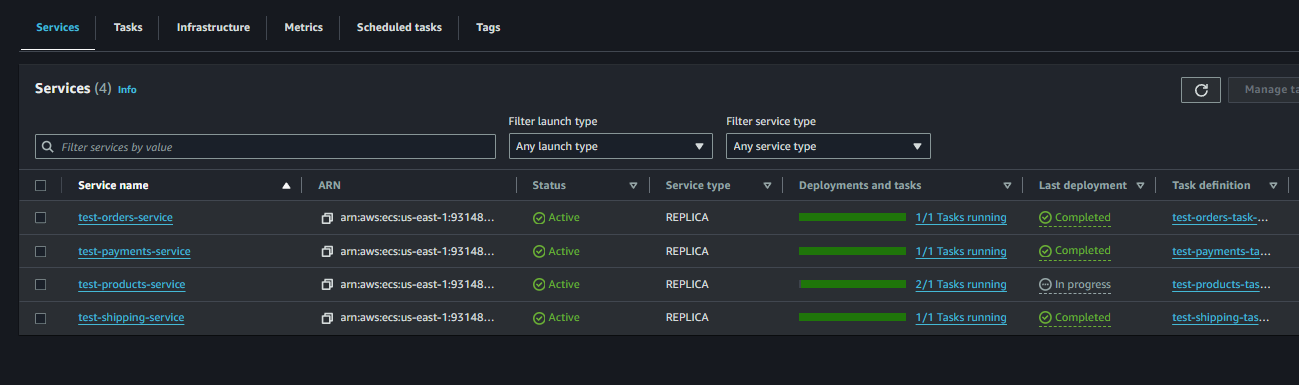 Services Tasks Infrastructure Metrics Scheduled tasks Tags
Services (4) Info
Manage ta
Filter launch type Filter service type
Filter services by value Any launch type Any service type
Service name ARN Status Service type Deployments and tasks Last deployment Task definition
test-orders-service arn:aws:ecs:us-east-1:93148... Active REPLICA 1/1 Tasks running Completed test-orders-task-...
test-payments-service arn:aws:ecs:us-east-1:93148... Active REPLICA 1/1 Tasks running Completed test-payments-ta...
test-products-service arn:aws:ecs:us-east-1:93148... Active REPLICA 2/1 Tasks running In progress test-products-tas...
test-shipping-service arn:aws:ecs:us-east-1:93148... Active REPLICA 1/1 Tasks running Completed test-shipping-tas...